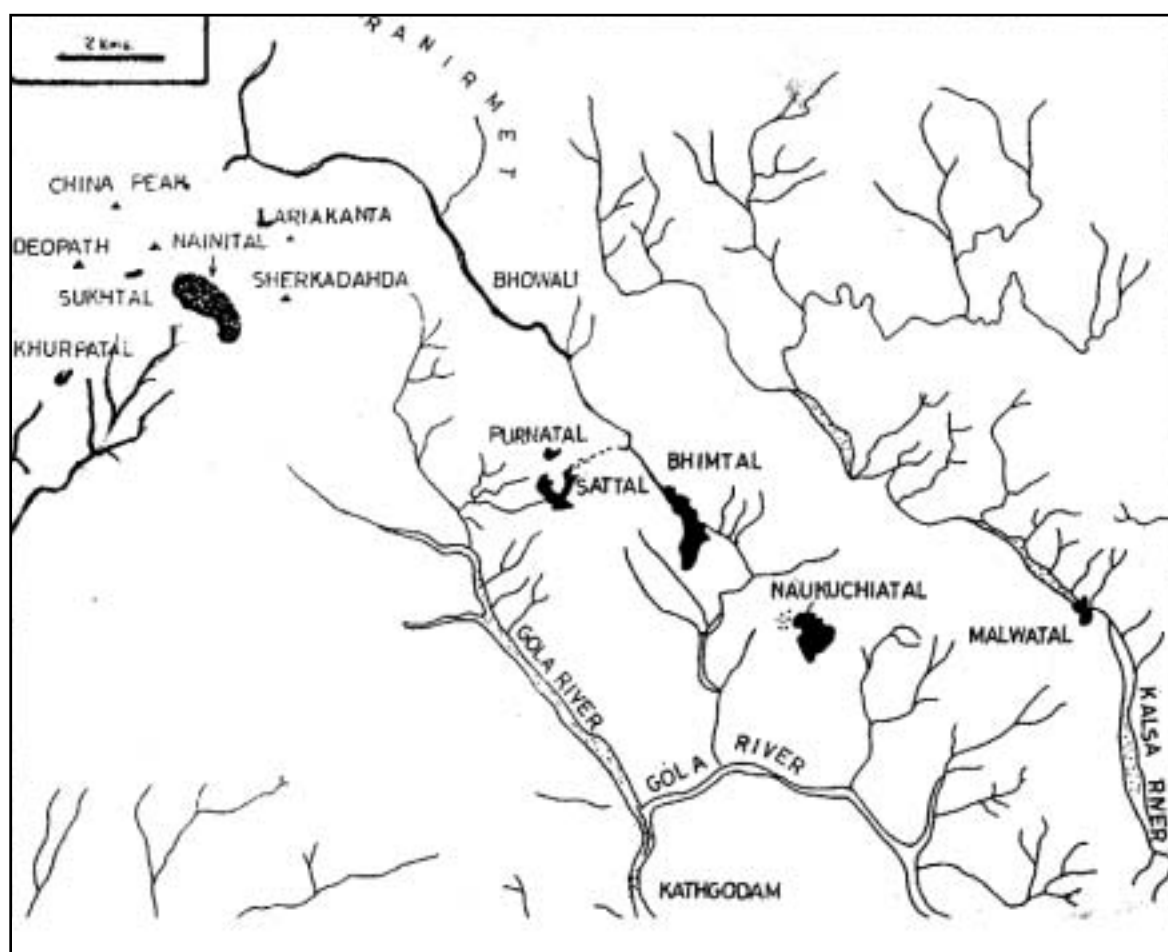 2 Kms.
RANIRMET
CHINA PEAK
LARIAKANTA
DEOPATH
NAINITAL
SUKHTAL
SHERKADAHDA
BHOWALI
KHURPATAL
PURNATAL
BHIMTAL
SATTAL
NAUKUCHIATAL
MALWATAL
GOLA RIVER
GOLA RIVER
KALSA RIVER
KATHGODAM